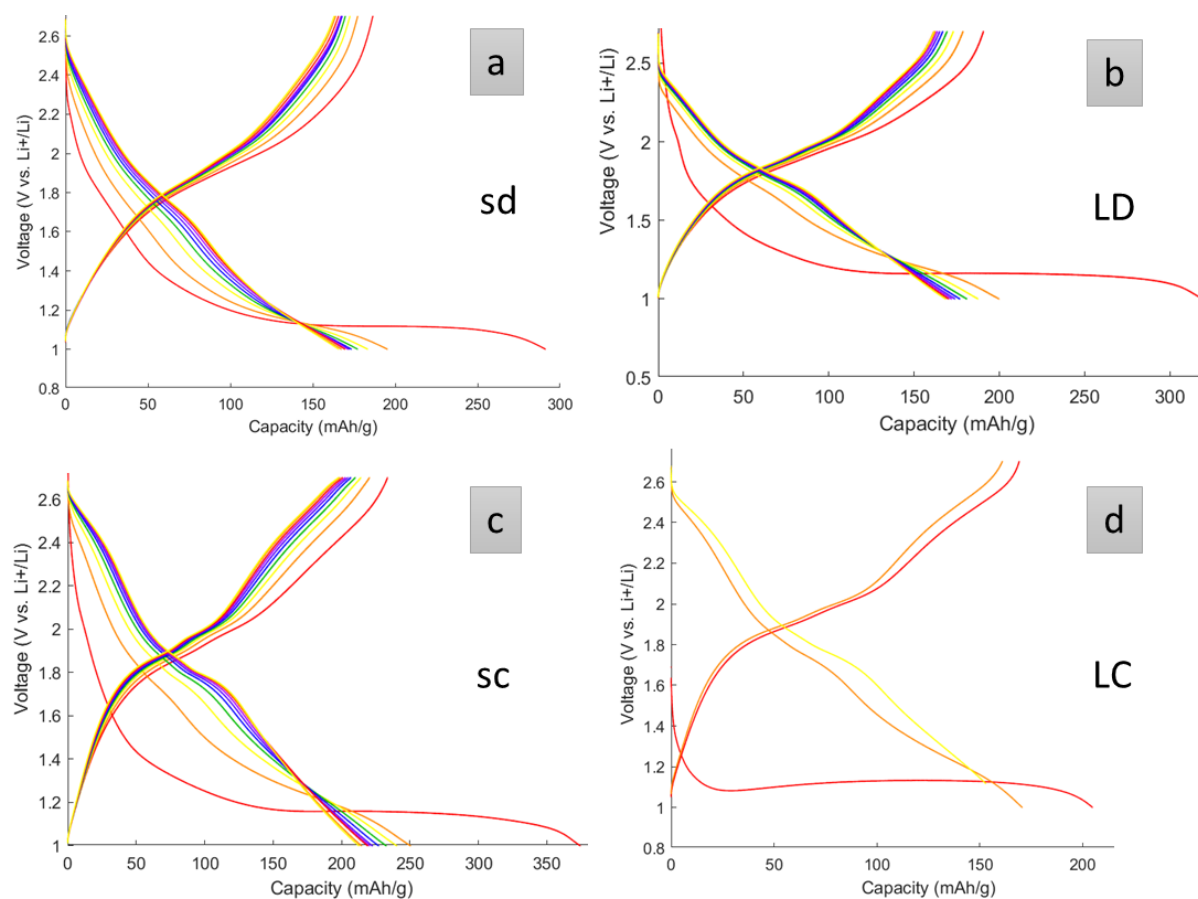 a
sd
Voltage (V vs. Li+/Li)
2.6
2.4
2.2
2
1.8
1.6
1.4
1.2
1
0.8
0 50 100 150 200 250 300
Capacity (mAh/g)
b
LD
Voltage (V vs. Li+/Li)
2.5
2
1.5
1
0.5
0 50 100 150 200 250 300
Capacity (mAh/g)
c
sc
Voltage (V vs. Li+/Li)
2.6
2.4
2.2
2
1.8
1.6
1.4
1.2
1
0 50 100 150 200 250 300 350
Capacity (mAh/g)
d
LC
Voltage (V vs. Li+/Li)
2.6
2.4
2.2
2
1.8
1.6
1.4
1.2
1
0.8
0 50 100 150 200
Capacity (mAh/g)